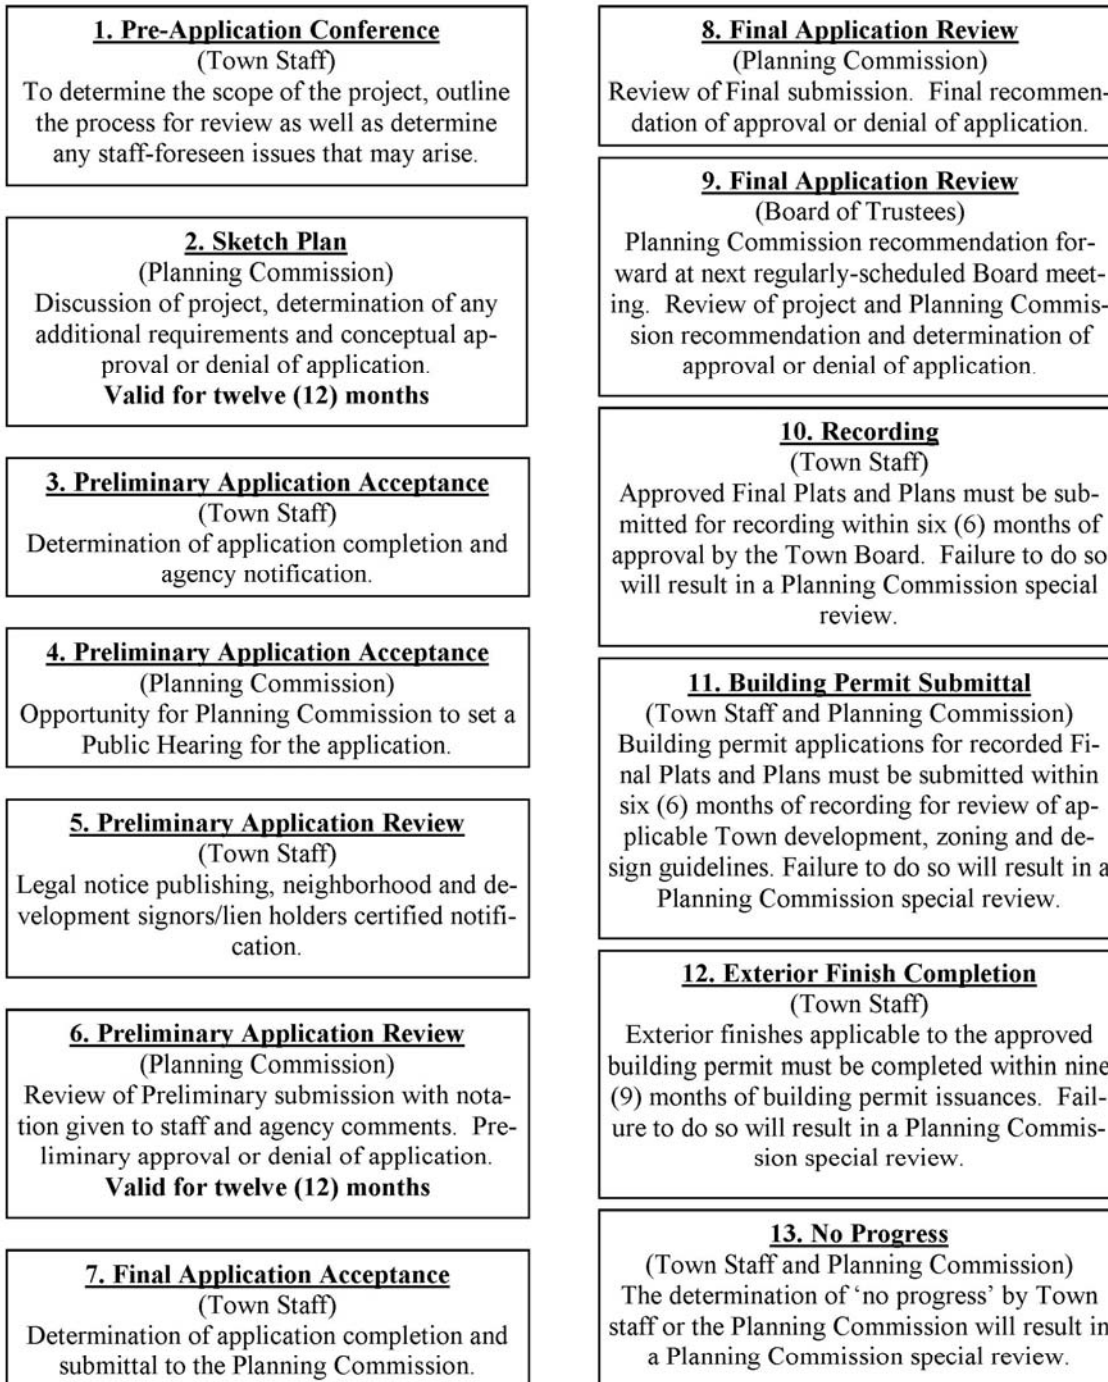 1. Pre-Application Conference
(Town Staff)
To determine the scope of the project, outline
the process for review as well as determine
any staff-foreseen issues that may arise.
2. Sketch Plan
(Planning Commission)
Discussion of project, determination of any
additional requirements and conceptual ap-
proval or denial of application.
Valid for twelve (12) months
3. Preliminary Application Acceptance
(Town Staff)
Determination of application completion and
agency notification.
4. Preliminary Application Acceptance
(Planning Commission)
Opportunity for Planning Commission to set a
Public Hearing for the application.
5. Preliminary Application Review
(Town Staff)
Legal notice publishing, neighborhood and de-
velopment signors/lien holders certified notifi-
cation.
6. Preliminary Application Review
(Planning Commission)
Review of Preliminary submission with nota-
tion given to staff and agency comments.  Pre-
liminary approval or denial of application.
Valid for twelve (12) months
7. Final Application Acceptance
(Town Staff)
Determination of application completion and
submittal to the Planning Commission.
8. Final Application Review
(Planning Commission)
Review of Final submission.  Final recommen-
dation of approval or denial of application.
9. Final Application Review
(Board of Trustees)
Planning Commission recommendation for-
ward at next regularly-scheduled Board meet-
ing.  Review of project and Planning Commis-
sion recommendation and determination of
approval or denial of application.
10. Recording
(Town Staff)
Approved Final Plats and Plans must be sub-
mitted for recording within six (6) months of
approval by the Town Board.  Failure to do so
will result in a Planning Commission special
review.
11. Building Permit Submittal
(Town Staff and Planning Commission)
Building permit applications for recorded Fi-
nal Plats and Plans must be submitted within
six (6) months of recording for review of ap-
plicable Town development, zoning and de-
sign guidelines. Failure to do so will result in a
Planning Commission special review.
12. Exterior Finish Completion
(Town Staff)
Exterior finishes applicable to the approved
building permit must be completed within nine
(9) months of building permit issuances.  Fail-
ure to do so will result in a Planning Commis-
sion special review.
13. No Progress
(Town Staff and Planning Commission)
The determination of ‘no progress’ by Town
staff or the Planning Commission will result in
a Planning Commission special review.